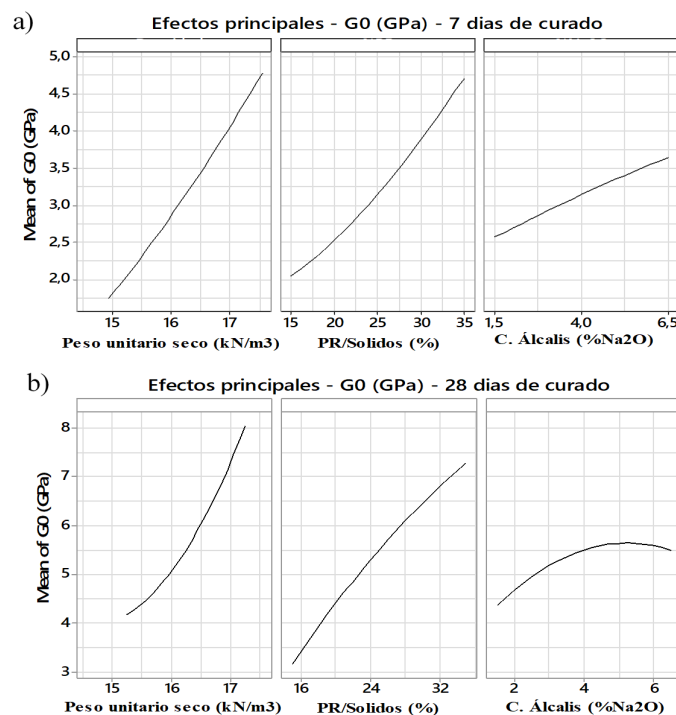 a)
Efectos principales - G0 (GPa) - 7 dias de curado
Mean of G0 (GPa)
5,0
4,5
4,0
3,5
3,0
2,5
2,0
15 16 17
15 20 25 30 35
1,5 4,0 6,5
Peso unitario seco (kN/m3) PR/Solidos (%) C. Álcalis (%Na2O)
b)
Efectos principales - G0 (GPa) - 28 dias de curado
Mean of G0 (GPa)
8
7
6
5
4
3
15 16 17
16 24 32
2 4 6
Peso unitario seco (kN/m3) PR/Solidos (%) C. Álcalis (%Na2O)